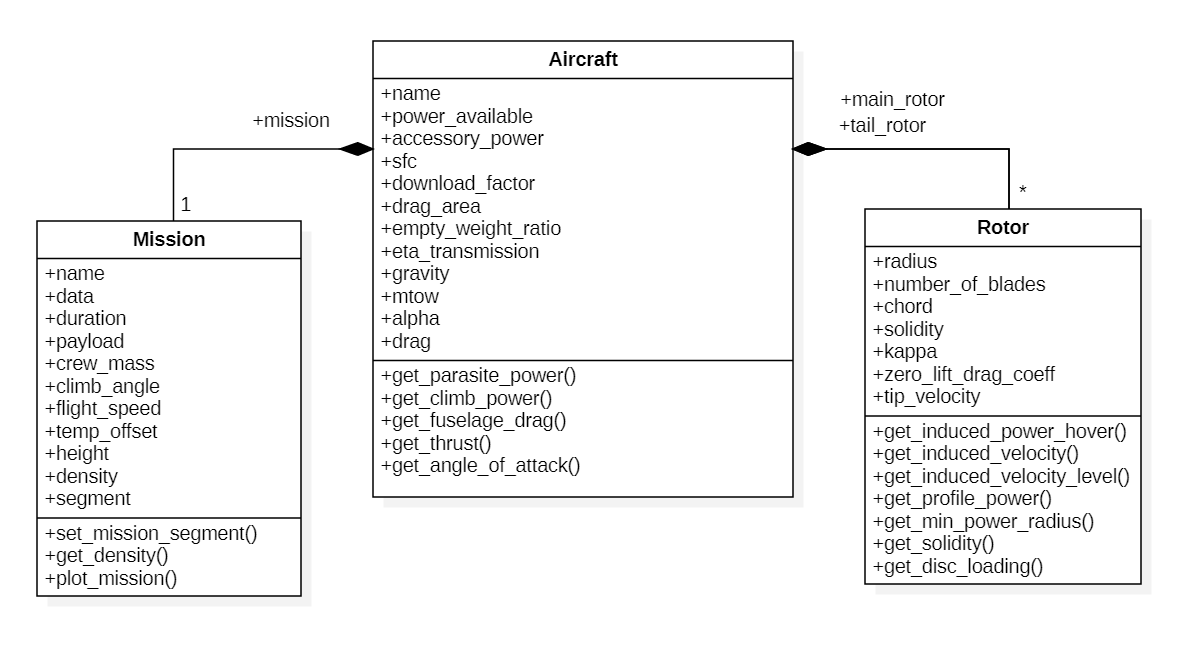 Aircraft
+name
+power_available
+accessory_power
+sfc
+download_factor
+drag_area
+empty_weight_ratio
+eta_transmission
+gravity
+mtow
+alpha
+drag
+get_parasite_power()
+get_climb_power()
+get_fuselage_drag()
+get_thrust()
+get_angle_of_attack()
+mission
1
Mission
+name
+data
+duration
+payload
+crew_mass
+climb_angle
+flight_speed
+temp_offset
+height
+density
+segment
+set_mission_segment()
+get_density()
+plot_mission()
+main_rotor
+tail_rotor
*
Rotor
+radius
+number_of_blades
+chord
+solidity
+kappa
+zero_lift_drag_coeff
+tip_velocity
+get_induced_power_hover()
+get_induced_velocity()
+get_induced_velocity_level()
+get_profile_power()
+get_min_power_radius()
+get_solidity()
+get_disc_loading()